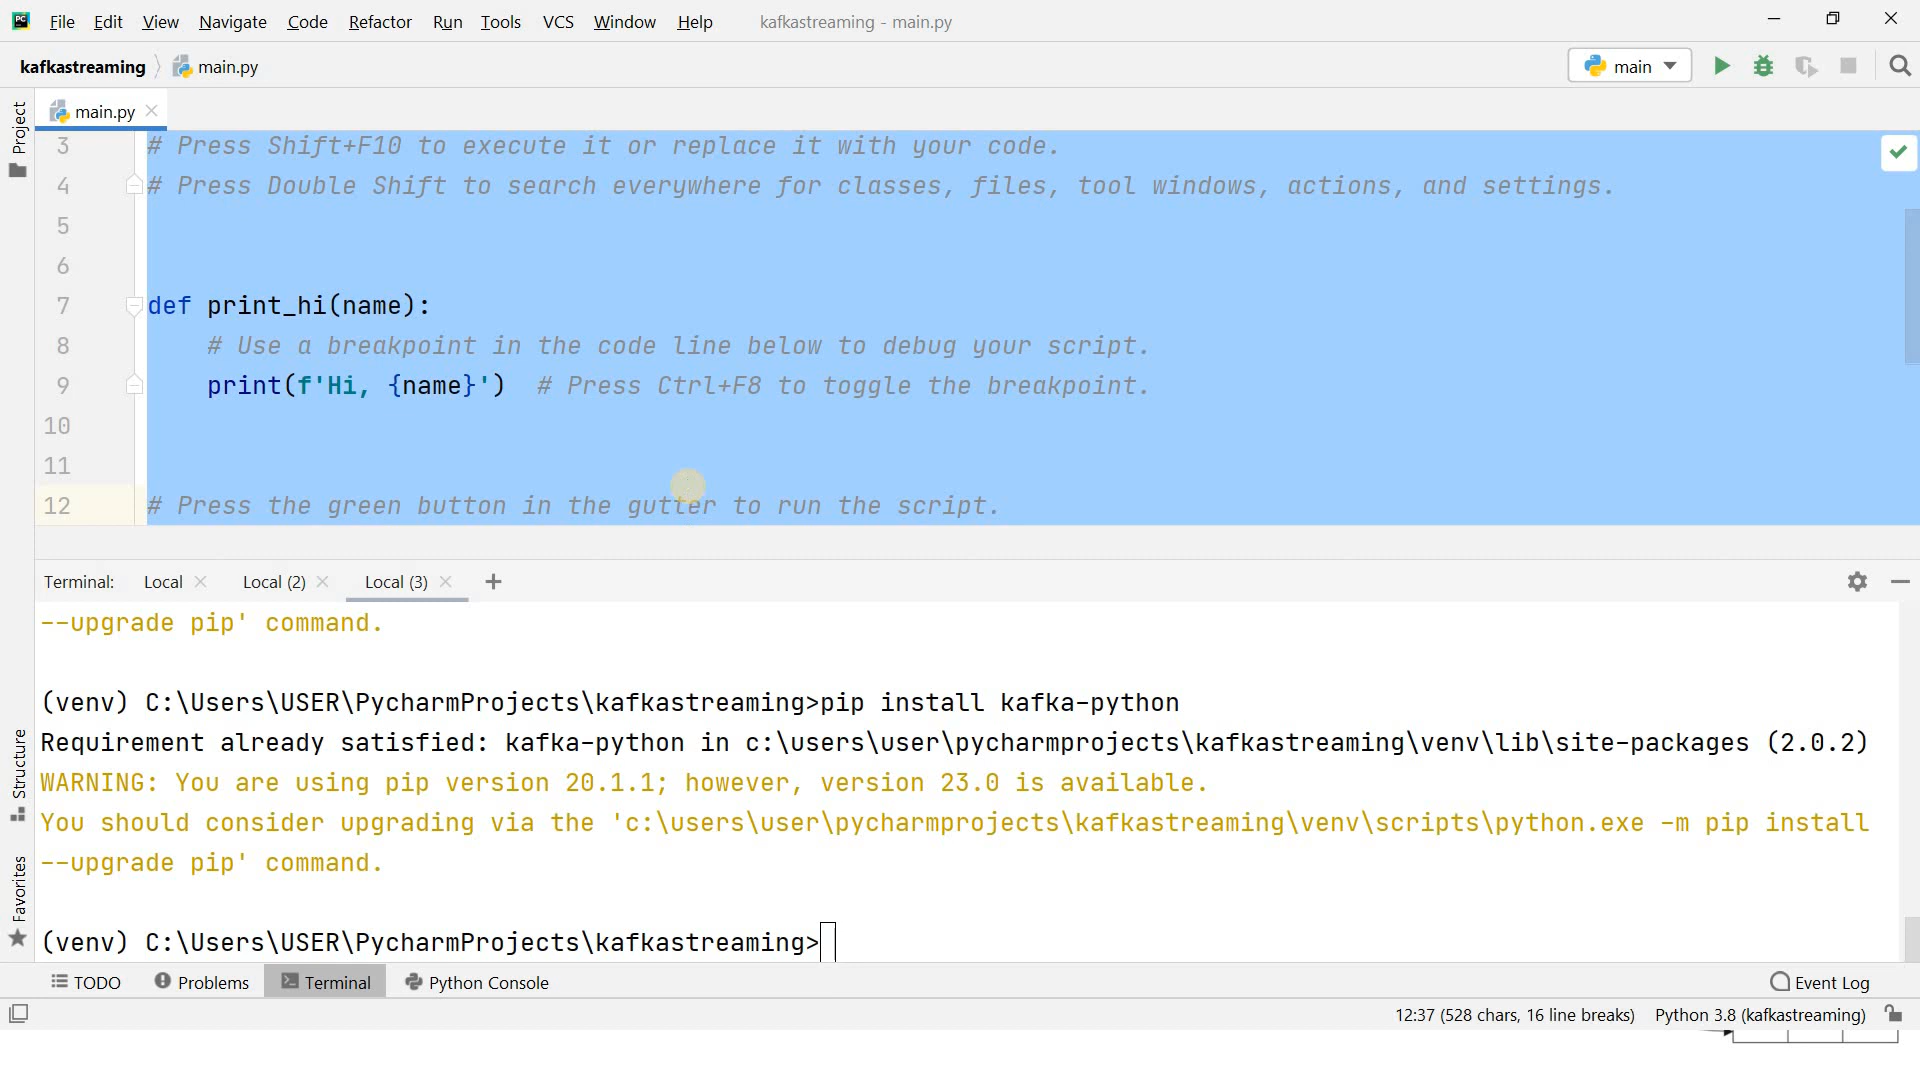 PC File Edit View Navigate Code Refactor Run Tools VCS Window Help kafkastreaming - main.py
kafkastreaming main.py main
Project
main.py
3 # Press Shift+F10 to execute it or replace it with your code.
4 # Press Double Shift to search everywhere for classes, files, tool windows, actions, and settings.
5
6
7 def print_hi(name):
8 # Use a breakpoint in the code line below to debug your script.
9 print(f'Hi, {name}') # Press Ctrl+F8 to toggle the breakpoint.
10
11
12 # Press the green button in the gutter to run the script.
Terminal: Local Local (2) Local (3)
--upgrade pip' command.
(venv) C:\Users\USER\PycharmProjects\kafkastreaming>pip install kafka-python
Requirement already satisfied: kafka-python in c:\users\user\pycharmprojects\kafkastreaming\venv\lib\site-packages (2.0.2)
WARNING: You are using pip version 20.1.1; however, version 23.0 is available.
You should consider upgrading via the 'c:\users\user\pycharmprojects\kafkastreaming\venv\scripts\python.exe -m pip install
--upgrade pip' command.
(venv) C:\Users\USER\PycharmProjects\kafkastreaming>
Structure
Favorites
TODO Problems Terminal Python Console Event Log
12:37 (528 chars, 16 line breaks) Python 3.8 (kafkastreaming)